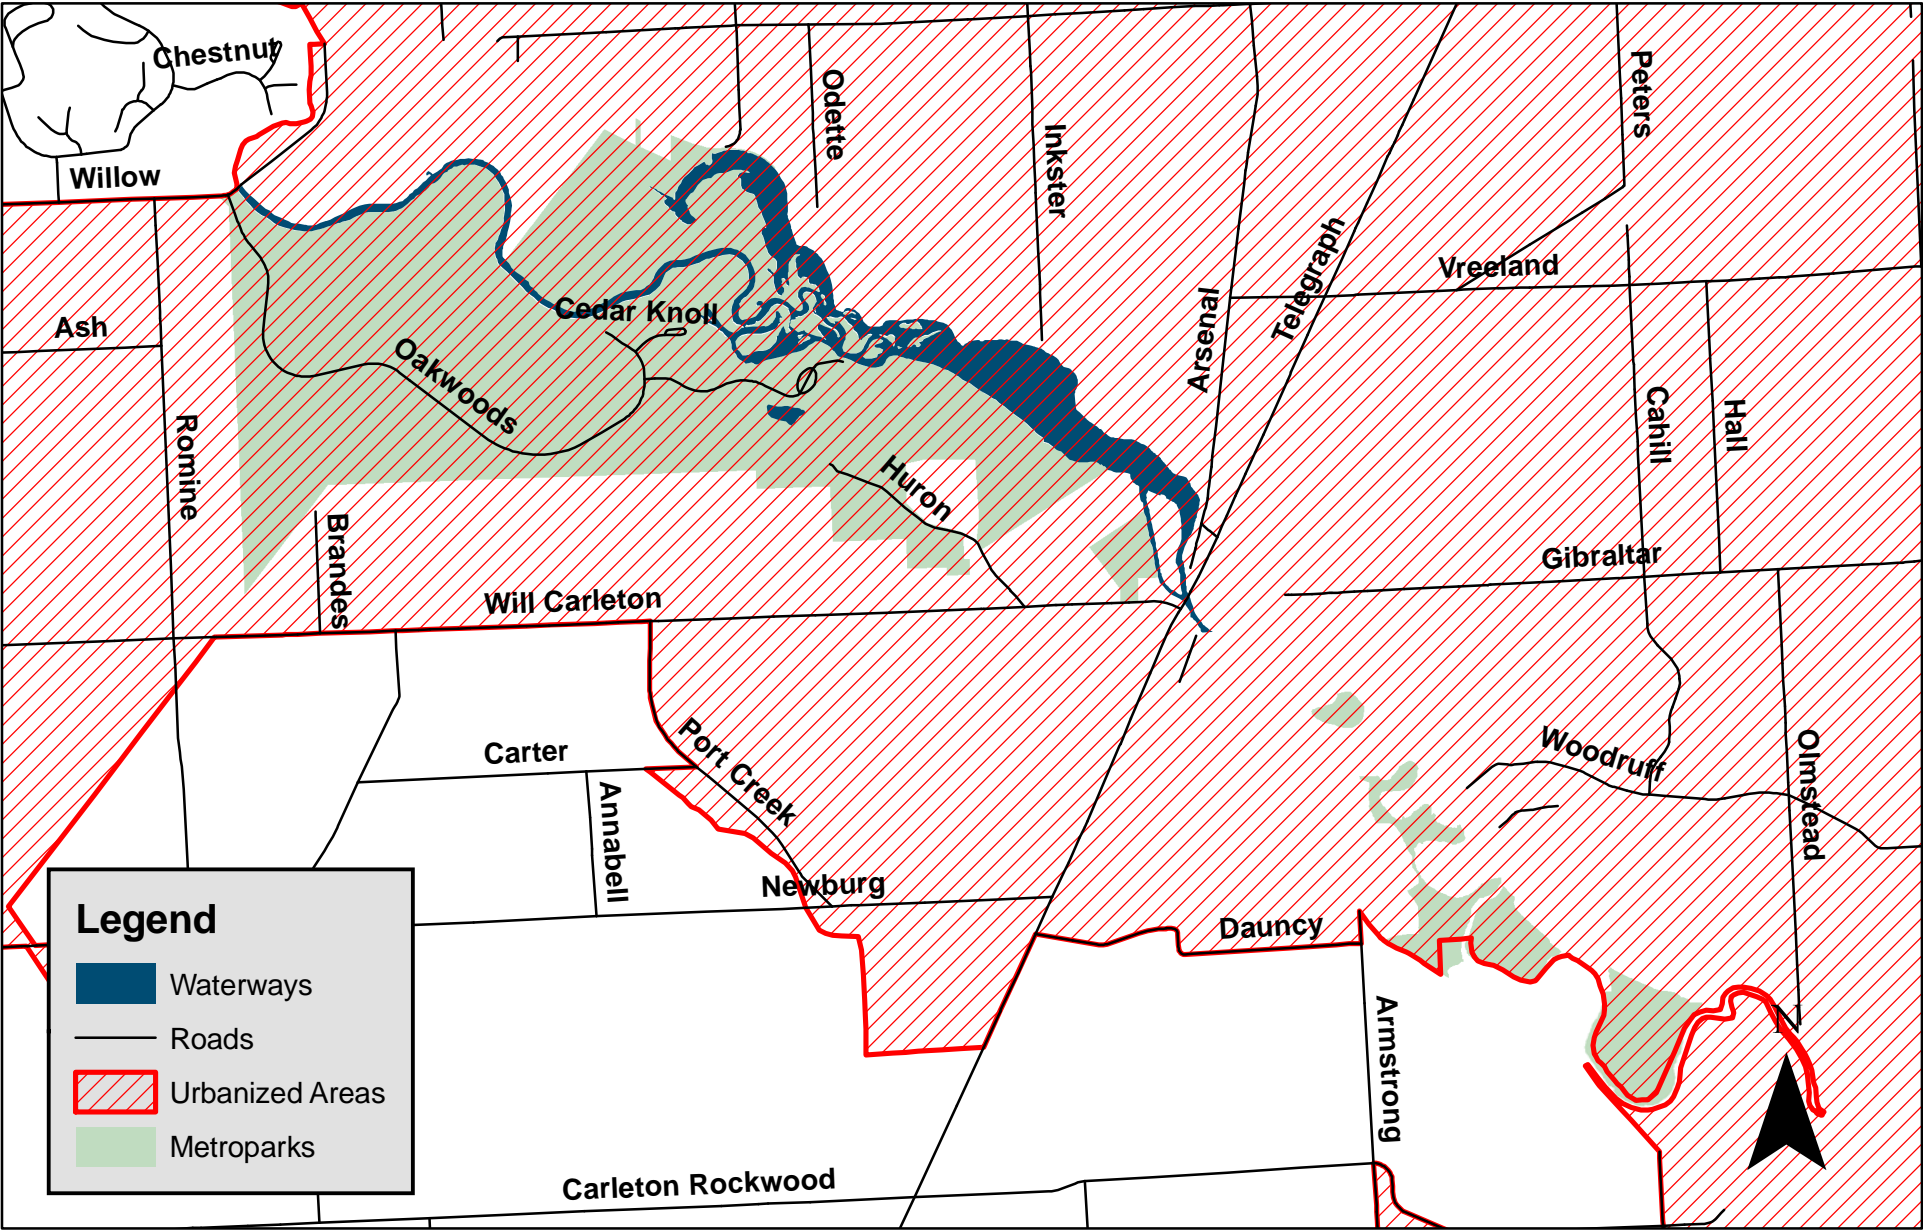 Chestnut
Willow
Odette
Inkster
Peters
Telegraph
Vreeland
Ash
Cedar Knoll
Oakwoods
Arsenal
Romine
Cahill
Hall
Huron
Brandes
Gibraltar
Will Carleton
Port Creek
Carter
Annabell
Woodruff
Olmstead
Newburg
Dauncy
Armstrong
Carleton Rockwood
Legend
Waterways
Roads
Urbanized Areas
Metroparks
N